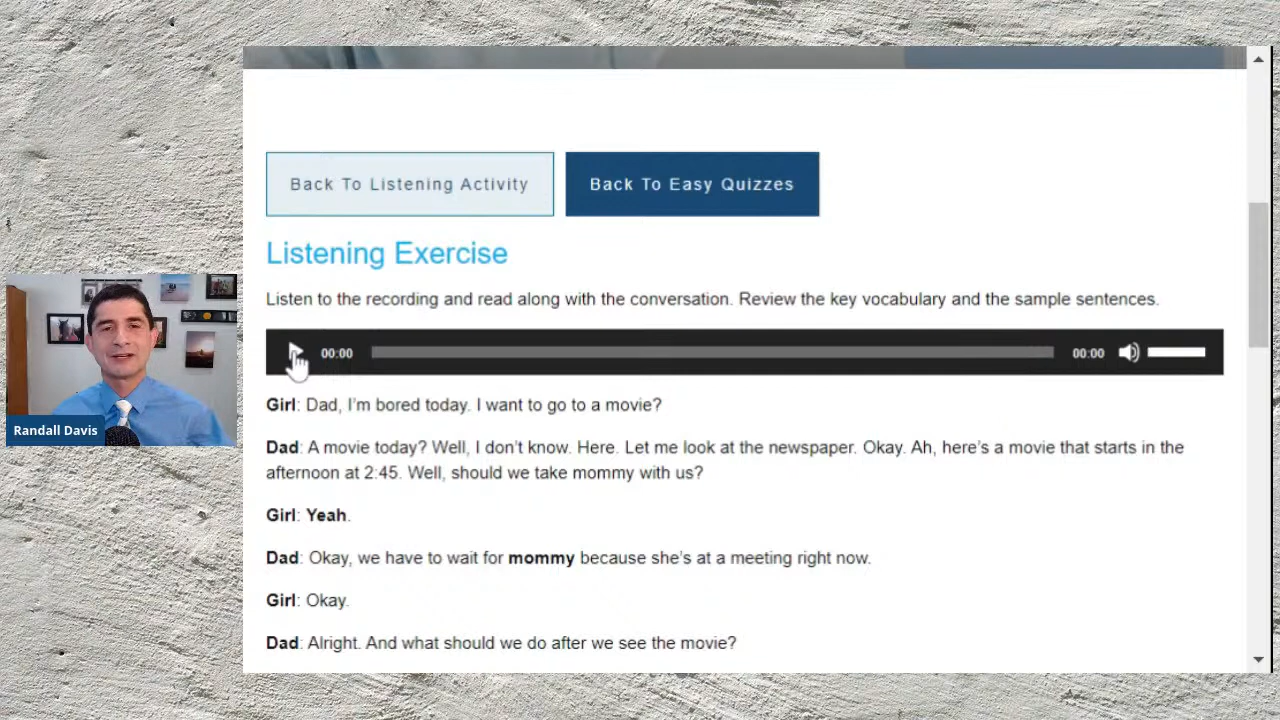 Back To Listening Activity
Back To Easy Quizzes
Listening Exercise
Listen to the recording and read along with the conversation. Review the key vocabulary and the sample sentences.
00:00
00:00
Girl: Dad, I'm bored today. I want to go to a movie?
Dad: A movie today? Well, I don't know. Here. Let me look at the newspaper. Okay. Ah, here's a movie that starts in the
afternoon at 2:45. Well, should we take mommy with us?
Girl: Yeah.
Dad: Okay, we have to wait for mommy because she's at a meeting right now.
Girl: Okay.
Dad: Alright. And what should we do after we see the movie?
Randall Davis